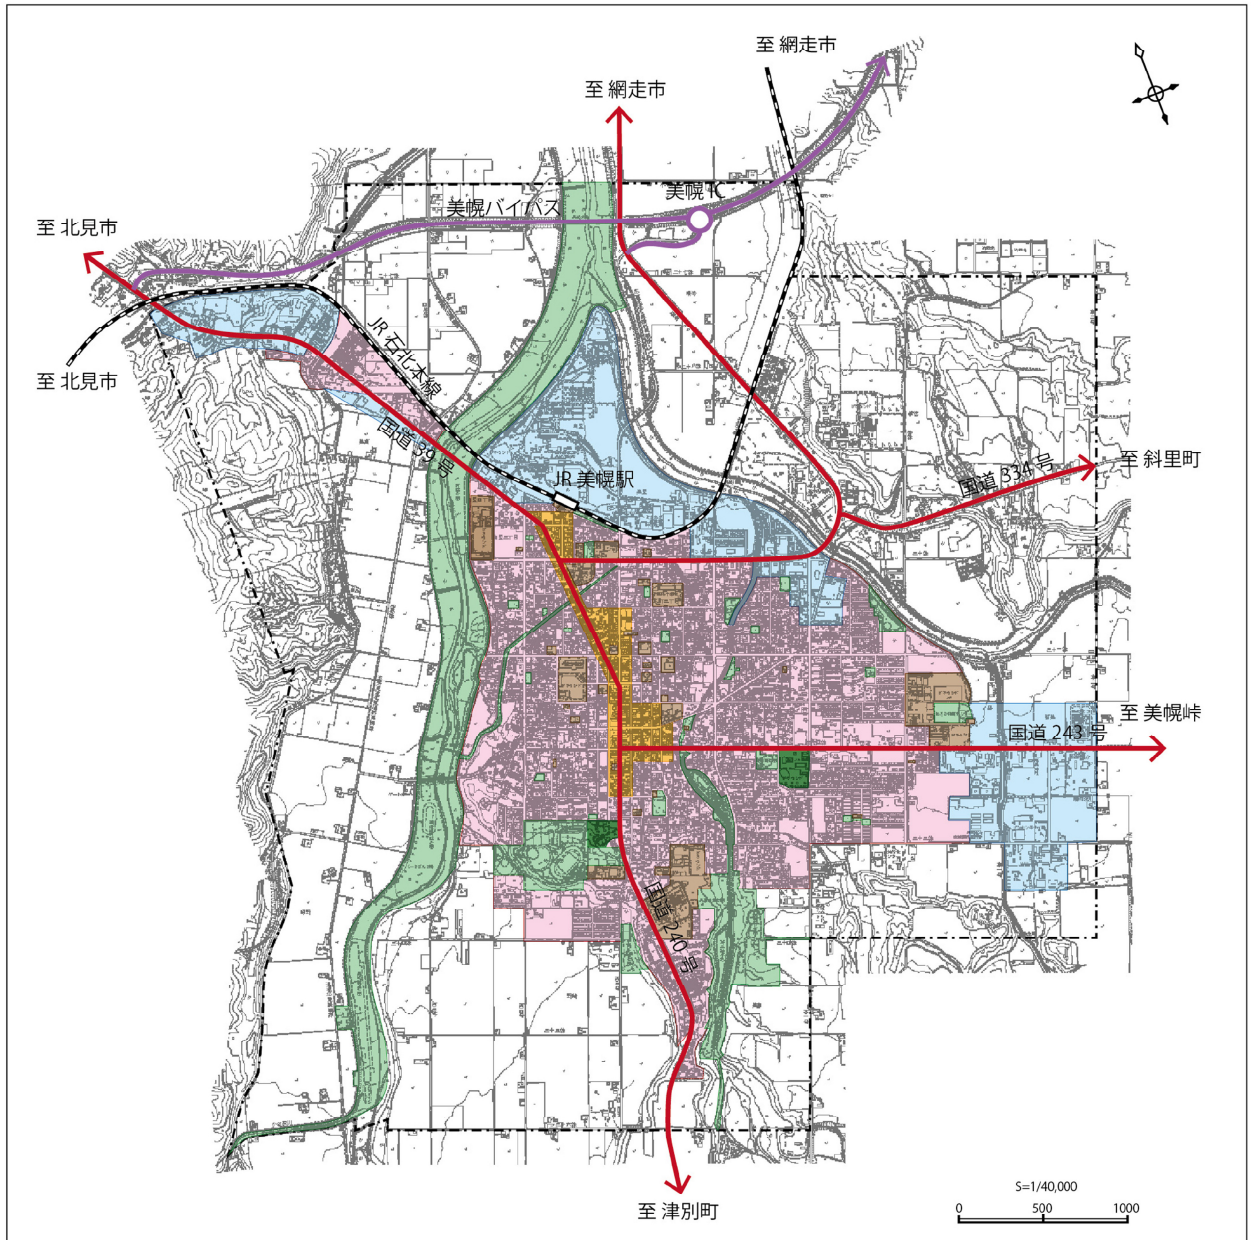 至 網走市
至 網走市
美幌 IC
美幌バイパス
至 北見市
至 北見市
JR 石北本線
国道 39 号
JR 美幌駅
国道 334 号
至 斜里町
至 美幌峠
国道 243 号
国道 240 号
至 津別町
S=1/40,000
0 500 1000